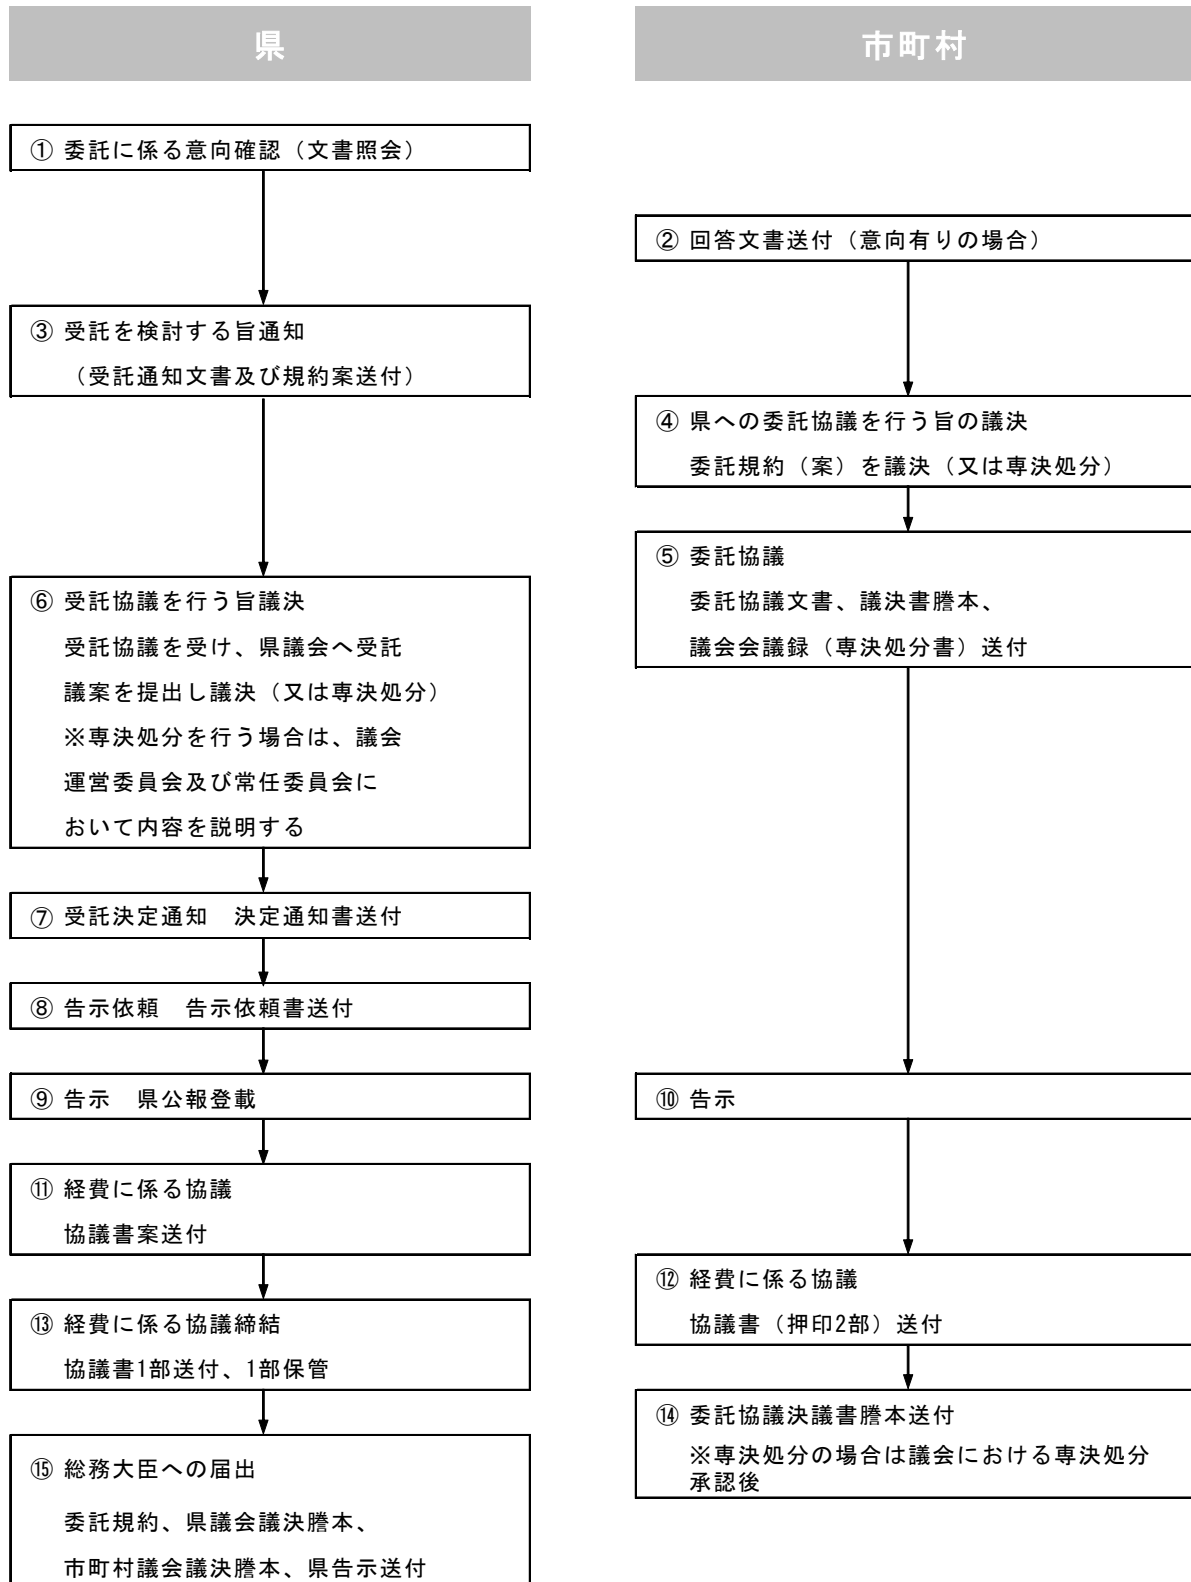 県
市町村
① 委託に係る意向確認（文書照会）
② 回答文書送付（意向有りの場合）
③ 受託を検討する旨通知
（受託通知文書及び規約案送付）
④ 県への委託協議を行う旨の議決
委託規約（案）を議決（又は専決処分）
⑤ 委託協議
委託協議文書、議決書謄本、
議会会議録（専決処分書）送付
⑥ 受託協議を行う旨議決
受託協議を受け、県議会へ受託
議案を提出し議決（又は専決処分）
※専決処分を行う場合は、議会
運営委員会及び常任委員会に
おいて内容を説明する
⑦ 受託決定通知　決定通知書送付
⑧ 告示依頼　告示依頼書送付
⑨ 告示　県公報登載
⑩ 告示
⑪ 経費に係る協議
協議書案送付
⑫ 経費に係る協議
協議書（押印2部）送付
⑬ 経費に係る協議締結
協議書1部送付、1部保管
⑭ 委託協議決議書謄本送付
※専決処分の場合は議会における専決処分
承認後
⑮ 総務大臣への届出
委託規約、県議会議決謄本、
市町村議会議決謄本、県告示送付